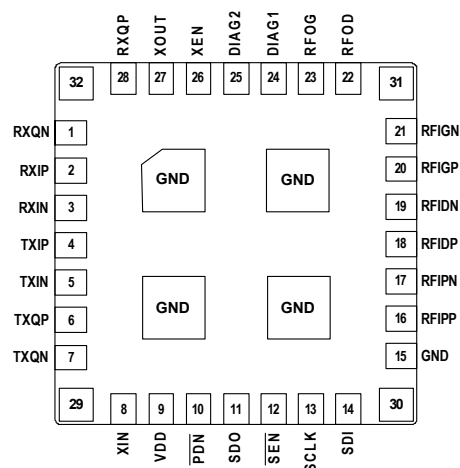 RXQP XOUT XEN DIAG2 DIAG1 RFOG RFOD
32 28 27 26 25 24 23 22 31
RXQN 1 21 RFIGN
RXIP 2 GND GND 20 RFIGP
RXIN 3 19 RFIDN
TXIP 4 18 RFIDP
TXIN 5 17 RFIPN
TXQP 6 GND GND 16 RFIPP
TXQN 7 15 GND
29 8 9 10 11 12 13 14 30
XIN VDD PDN SDO SEN SCLK SDI